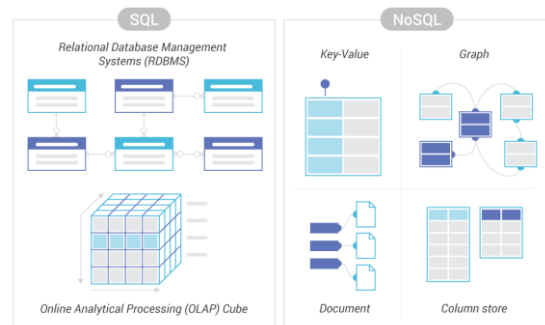 SQL
Relational Database Management
Systems (RDBMS)
Online Analytical Processing (OLAP) Cube
NoSQL
Key-Value
Graph
Document
Column store